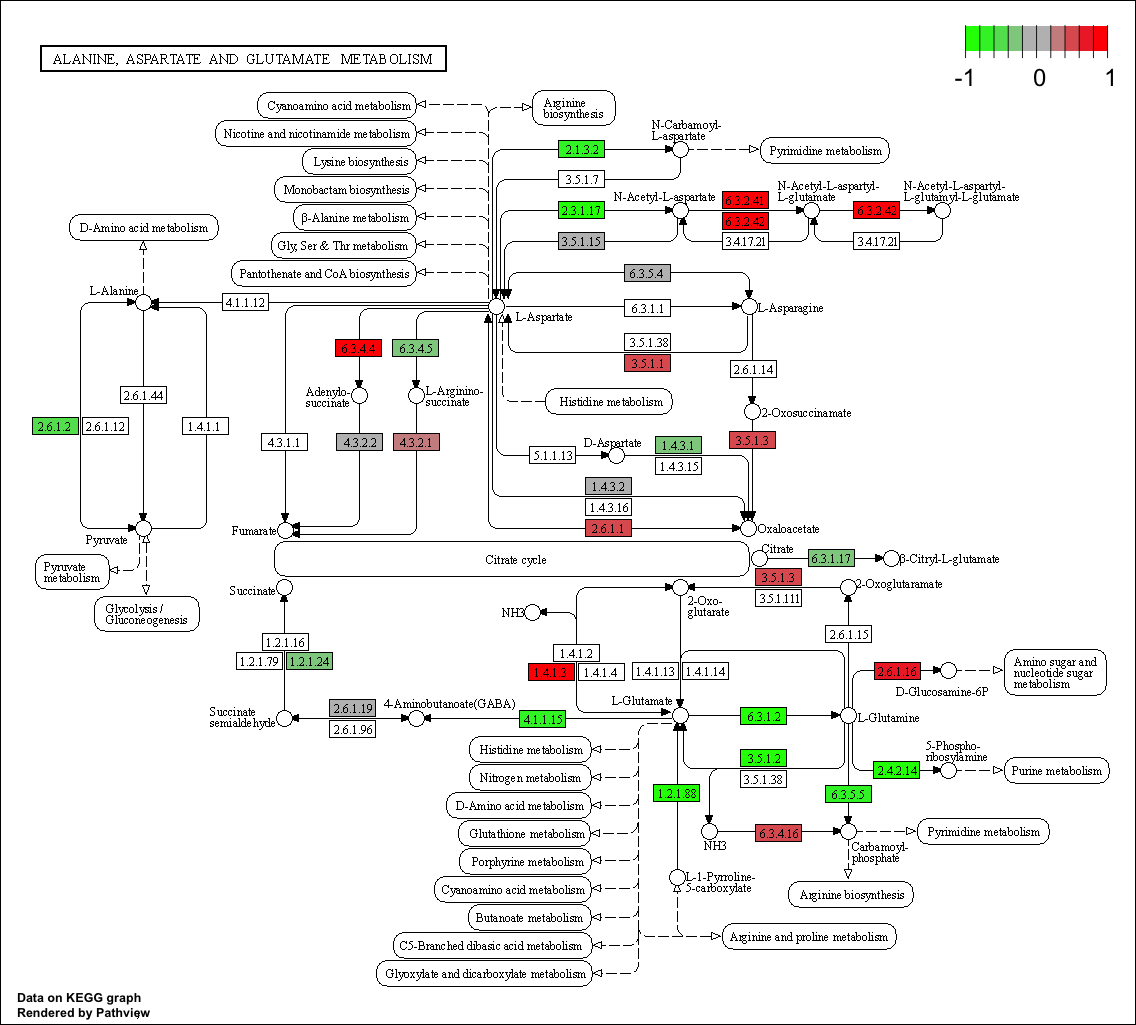 ALANINE, ASPARTATE AND GLUTAMATE METABOLISM
-1
0
1
Cyanoamino acid metabolism
Nicotine and nicotinamide metabolism
Lysine biosynthesis
Monobactam biosynthesis
β-Alanine metabolism
Gly, Ser & Thr metabolism
Pantothenate and CoA biosynthesis
Arginine
biosynthesis
N-Carbamoyl-
L-aspartate
2.1.3.2
3.5.1.7
Pyrimidine metabolism
N-Acetyl-L-aspartate
2.3.1.17
3.5.1.15
6.3.2.41
6.3.2.42
3.4.17.21
N-Acetyl-L-aspartyl-
L-glutamate
6.3.2.42
3.4.17.21
N-Acetyl-L-aspartyl-
L-glutamyl-L-glutamate
D-Amino acid metabolism
L-Alanine
4.1.1.12
L-Aspartate
6.3.5.4
6.3.1.1
L-Asparagine
3.5.1.38
3.5.1.1
2.6.1.14
6.3.4.4
6.3.4.5
Adenylo-
succinate
L-Arginino-
succinate
Histidine metabolism
2-Oxosuccinamate
2.6.1.44
2.6.1.2
2.6.1.12
1.4.1.1
4.3.1.1
4.3.2.2
4.3.2.1
5.1.1.13
D-Aspartate
1.4.3.1
1.4.3.15
3.5.1.3
1.4.3.2
1.4.3.16
2.6.1.1
Fumarate
Oxaloacetate
Pyruvate
Pyruvate
metabolism
Glycolysis /
Gluconeogenesis
Citrate cycle
Citrate
6.3.1.17
β-Citryl-L-glutamate
Succinate
3.5.1.3
3.5.1.111
2-Oxo-
glutarate
2-Oxoglutaramate
NH3
1.2.1.16
1.2.1.79
1.2.1.24
1.4.1.2
1.4.1.3
1.4.1.4
1.4.1.13
1.4.1.14
2.6.1.15
2.6.1.16
D-Glucosamine-6P
Amino sugar and
nucleotide sugar
metabolism
Succinate
semialdehyde
2.6.1.19
2.6.1.96
4-Aminobutanoate(GABA)
4.1.1.15
L-Glutamate
6.3.1.2
L-Glutamine
3.5.1.2
3.5.1.38
2.4.2.14
5-Phospho-
ribosylamine
Purine metabolism
1.2.1.88
6.3.5.5
NH3
6.3.4.16
Carbamoyl-
phosphate
Pyrimidine metabolism
Arginine biosynthesis
L-1-Pyrroline-
5-carboxylate
Arginine and proline metabolism
Histidine metabolism
Nitrogen metabolism
D-Amino acid metabolism
Glutathione metabolism
Porphyrine metabolism
Cyanoamino acid metabolism
Butanoate metabolism
C5-Branched dibasic acid metabolism
Glyoxylate and dicarboxylate metabolism
Data on KEGG graph
Rendered by Pathview